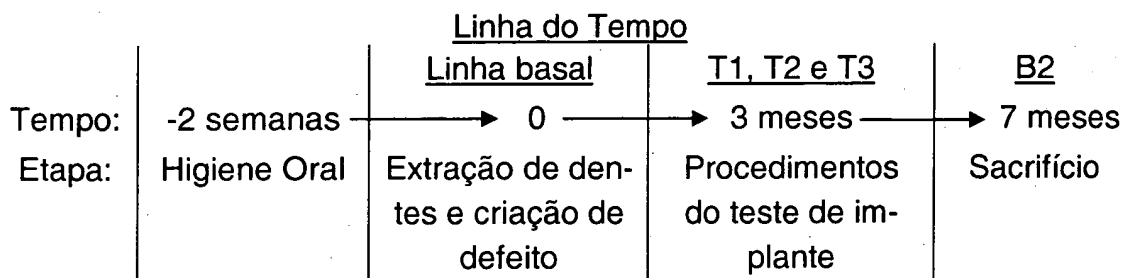 Linha do Tempo
Linha basal T1, T2 e T3 B2
Tempo: -2 semanas 0 3 meses 7 meses
Etapa: Higiene Oral Extração de den- Procedimentos Sacrifício
tes e criação de do teste de im-
defeito plante